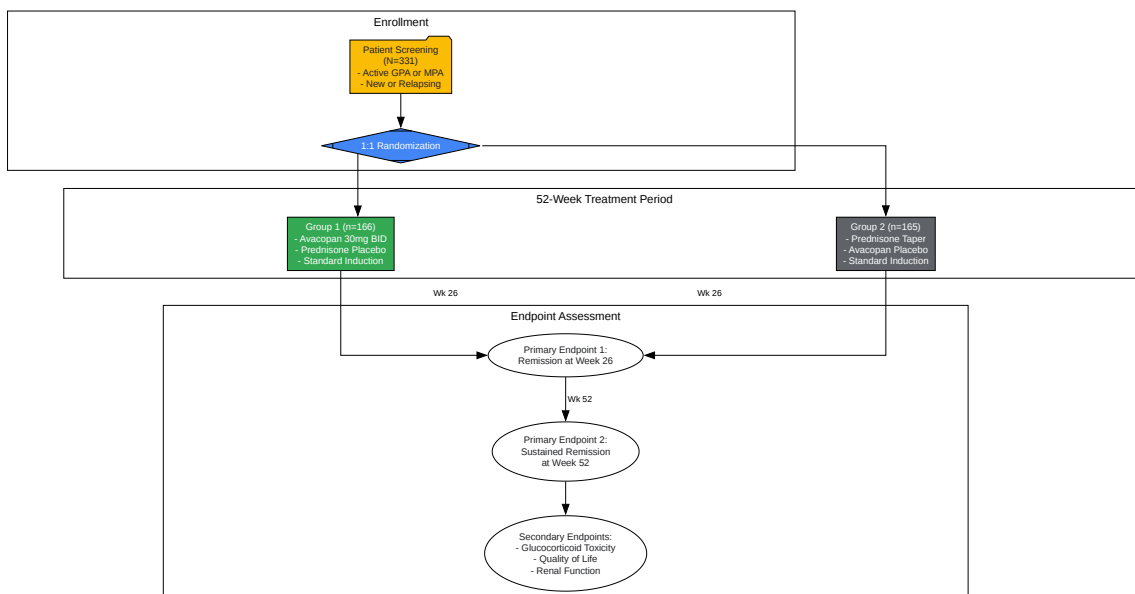 Enrollment
Patient Screening
(N=331)
- Active GPA or MPA
- New or Relapsing
1:1 Randomization
52-Week Treatment Period
Group 1 (n=166)
- Avacopan 30mg BID
- Prednisone Placebo
- Standard Induction
Group 2 (n=165)
- Prednisone Taper
- Avacopan Placebo
- Standard Induction
Wk 26
Wk 26
Endpoint Assessment
Primary Endpoint 1:
Remission at Week 26
Wk 52
Primary Endpoint 2:
Sustained Remission
at Week 52
Secondary Endpoints:
- Glucocorticoid Toxicity
- Quality of Life
- Renal Function